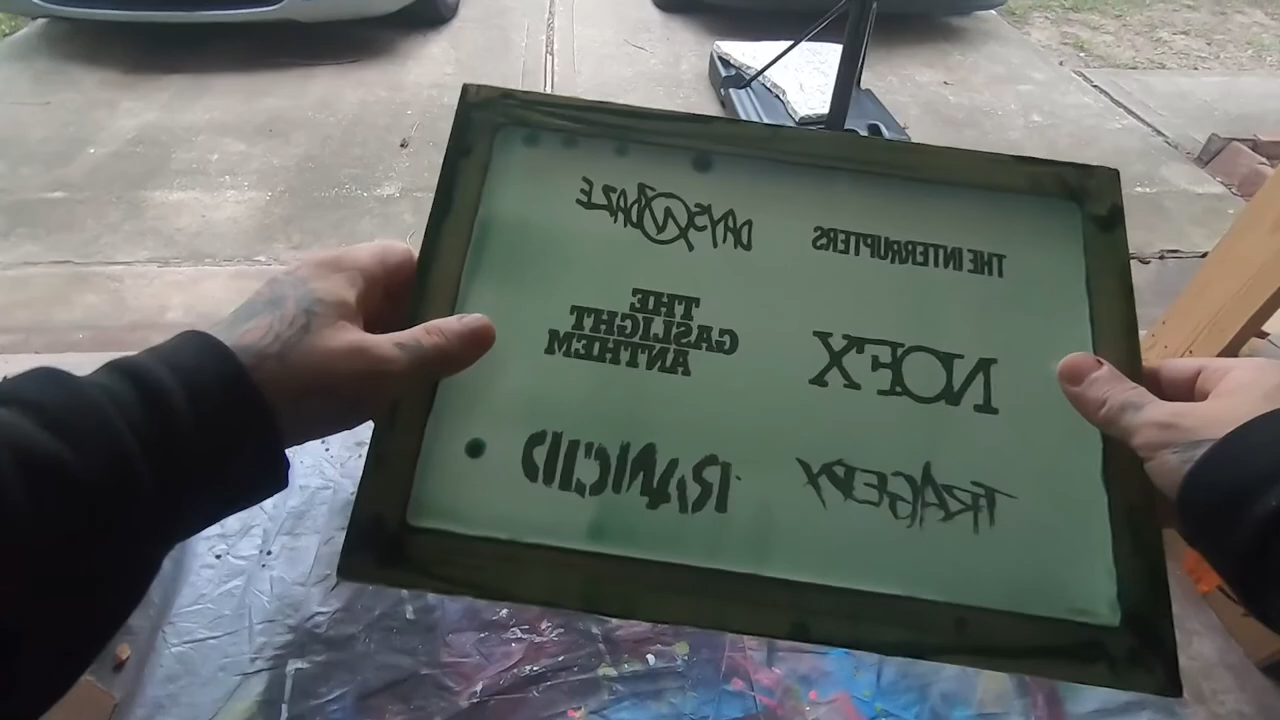 DAYS N DAZE
THE INTERRUPTERS
THE
GASLIGHT
ANTHEM
NOFX
RANCID
TRAGEDY